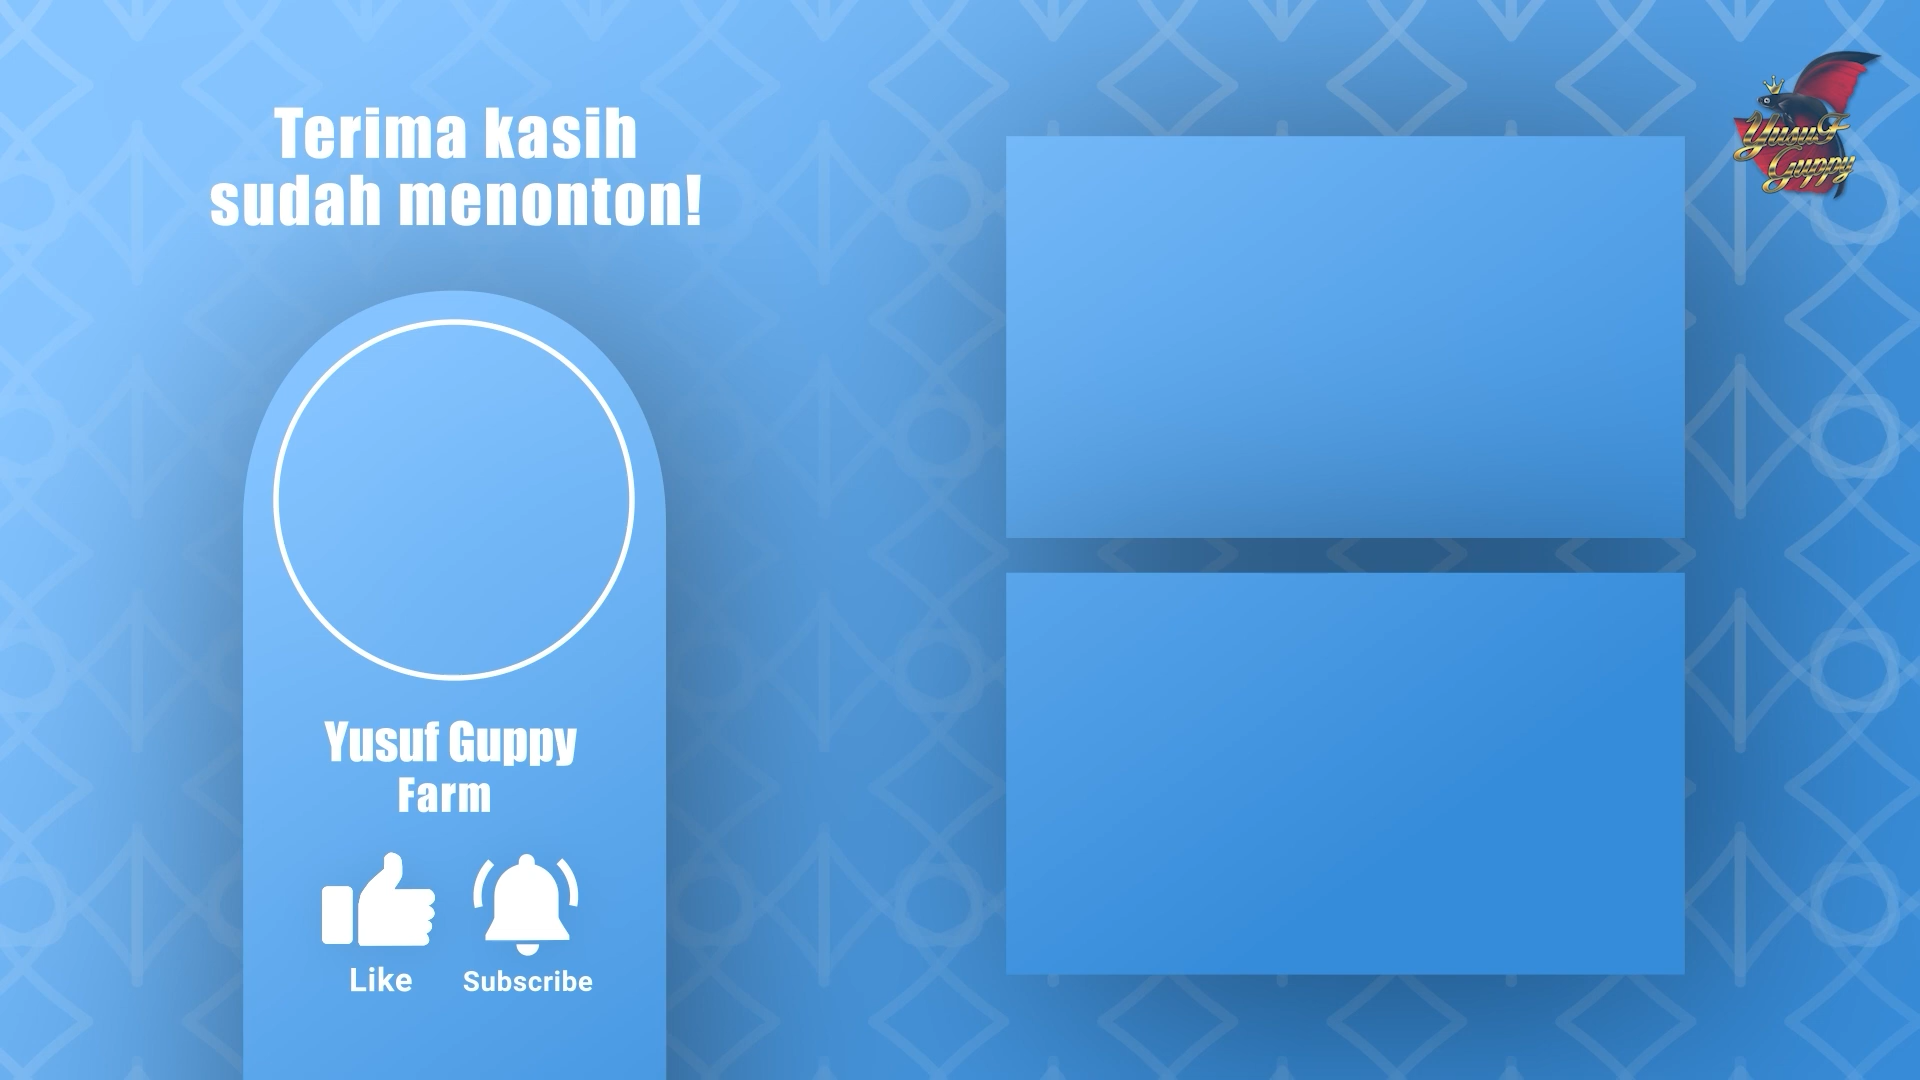 Terima kasih
sudah menonton!
Yusuf
Guppy
Yusuf Guppy
Farm
Like
Subscribe